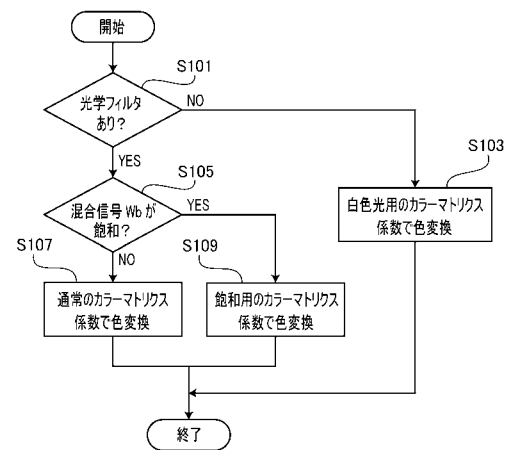 開始
S101
光学フィルタ
あり?
NO
YES
S105
S103
混合信号 Wb が
飽和?
YES
白色光用のカラーマトリクス
係数で色変換
S107
NO
S109
通常のカラーマトリクス
係数で色変換
飽和用のカラーマトリクス
係数で色変換
終了